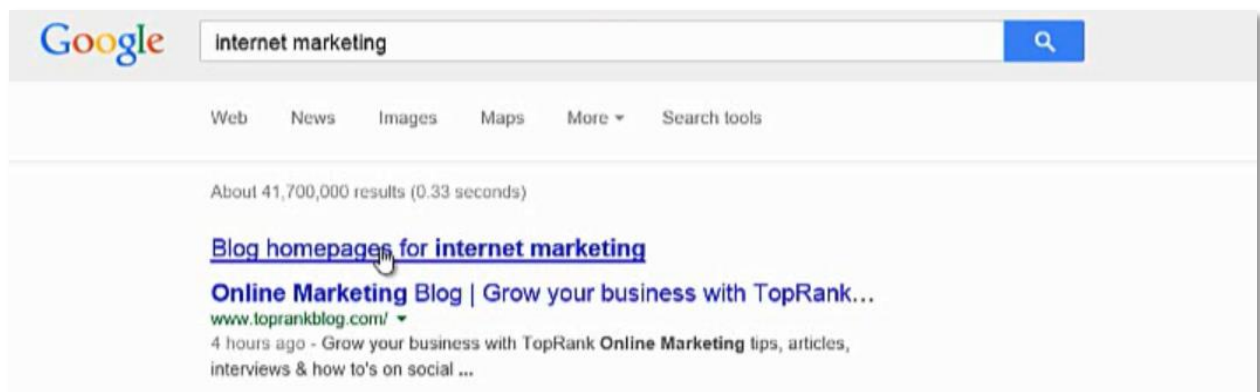 Google internet marketing
Web News Images Maps More Search tools
About 41,700,000 results (0.33 seconds)
Blog homepages for internet marketing
Online Marketing Blog | Grow your business with TopRank...
www.toprankblog.com/
4 hours ago - Grow your business with TopRank Online Marketing tips, articles,
interviews & how to's on social ...